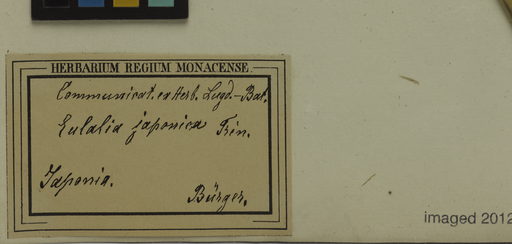 HERBARIUM REGIUM MONACENSE
Communicat. ex Herb. Lugd.-Bat.
Eulalia japonica Trin.
Japonia.
Bürger.
imaged 2012